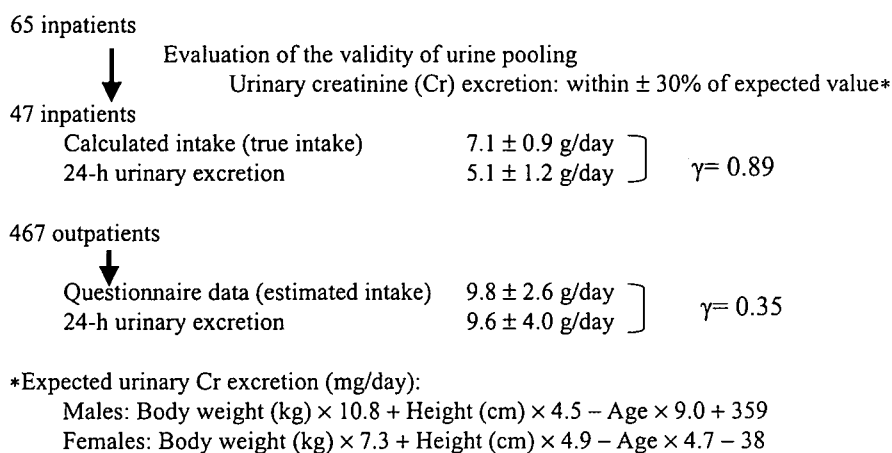 65 inpatients
Evaluation of the validity of urine pooling
Urinary creatinine (Cr) excretion: within ± 30% of expected value*
47 inpatients
Calculated intake (true intake) 7.1 ± 0.9 g/day
24-h urinary excretion 5.1 ± 1.2 g/day
γ= 0.89
467 outpatients
Questionnaire data (estimated intake) 9.8 ± 2.6 g/day
24-h urinary excretion 9.6 ± 4.0 g/day
γ= 0.35
*Expected urinary Cr excretion (mg/day):
Males: Body weight (kg) × 10.8 + Height (cm) × 4.5 – Age × 9.0 + 359
Females: Body weight (kg) × 7.3 + Height (cm) × 4.9 – Age × 4.7 – 38